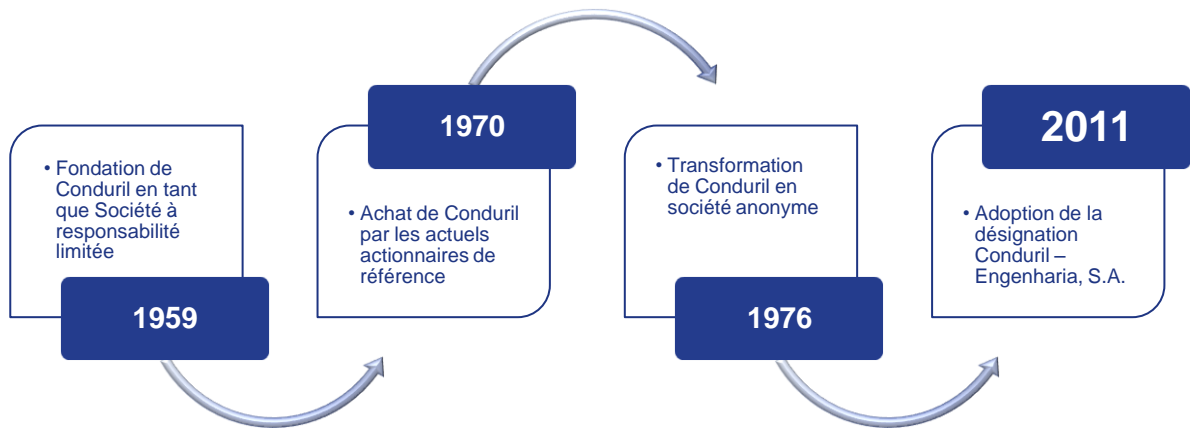 • Fondation de
Conduril en tant
que Société à
responsabilité
limitée
1959
1970
• Achat de Conduril
par les actuels
actionnaires de
référence
• Transformation
de Conduril en
société anonyme
1976
2011
• Adoption de la
désignation
Conduril –
Engenharia, S.A.